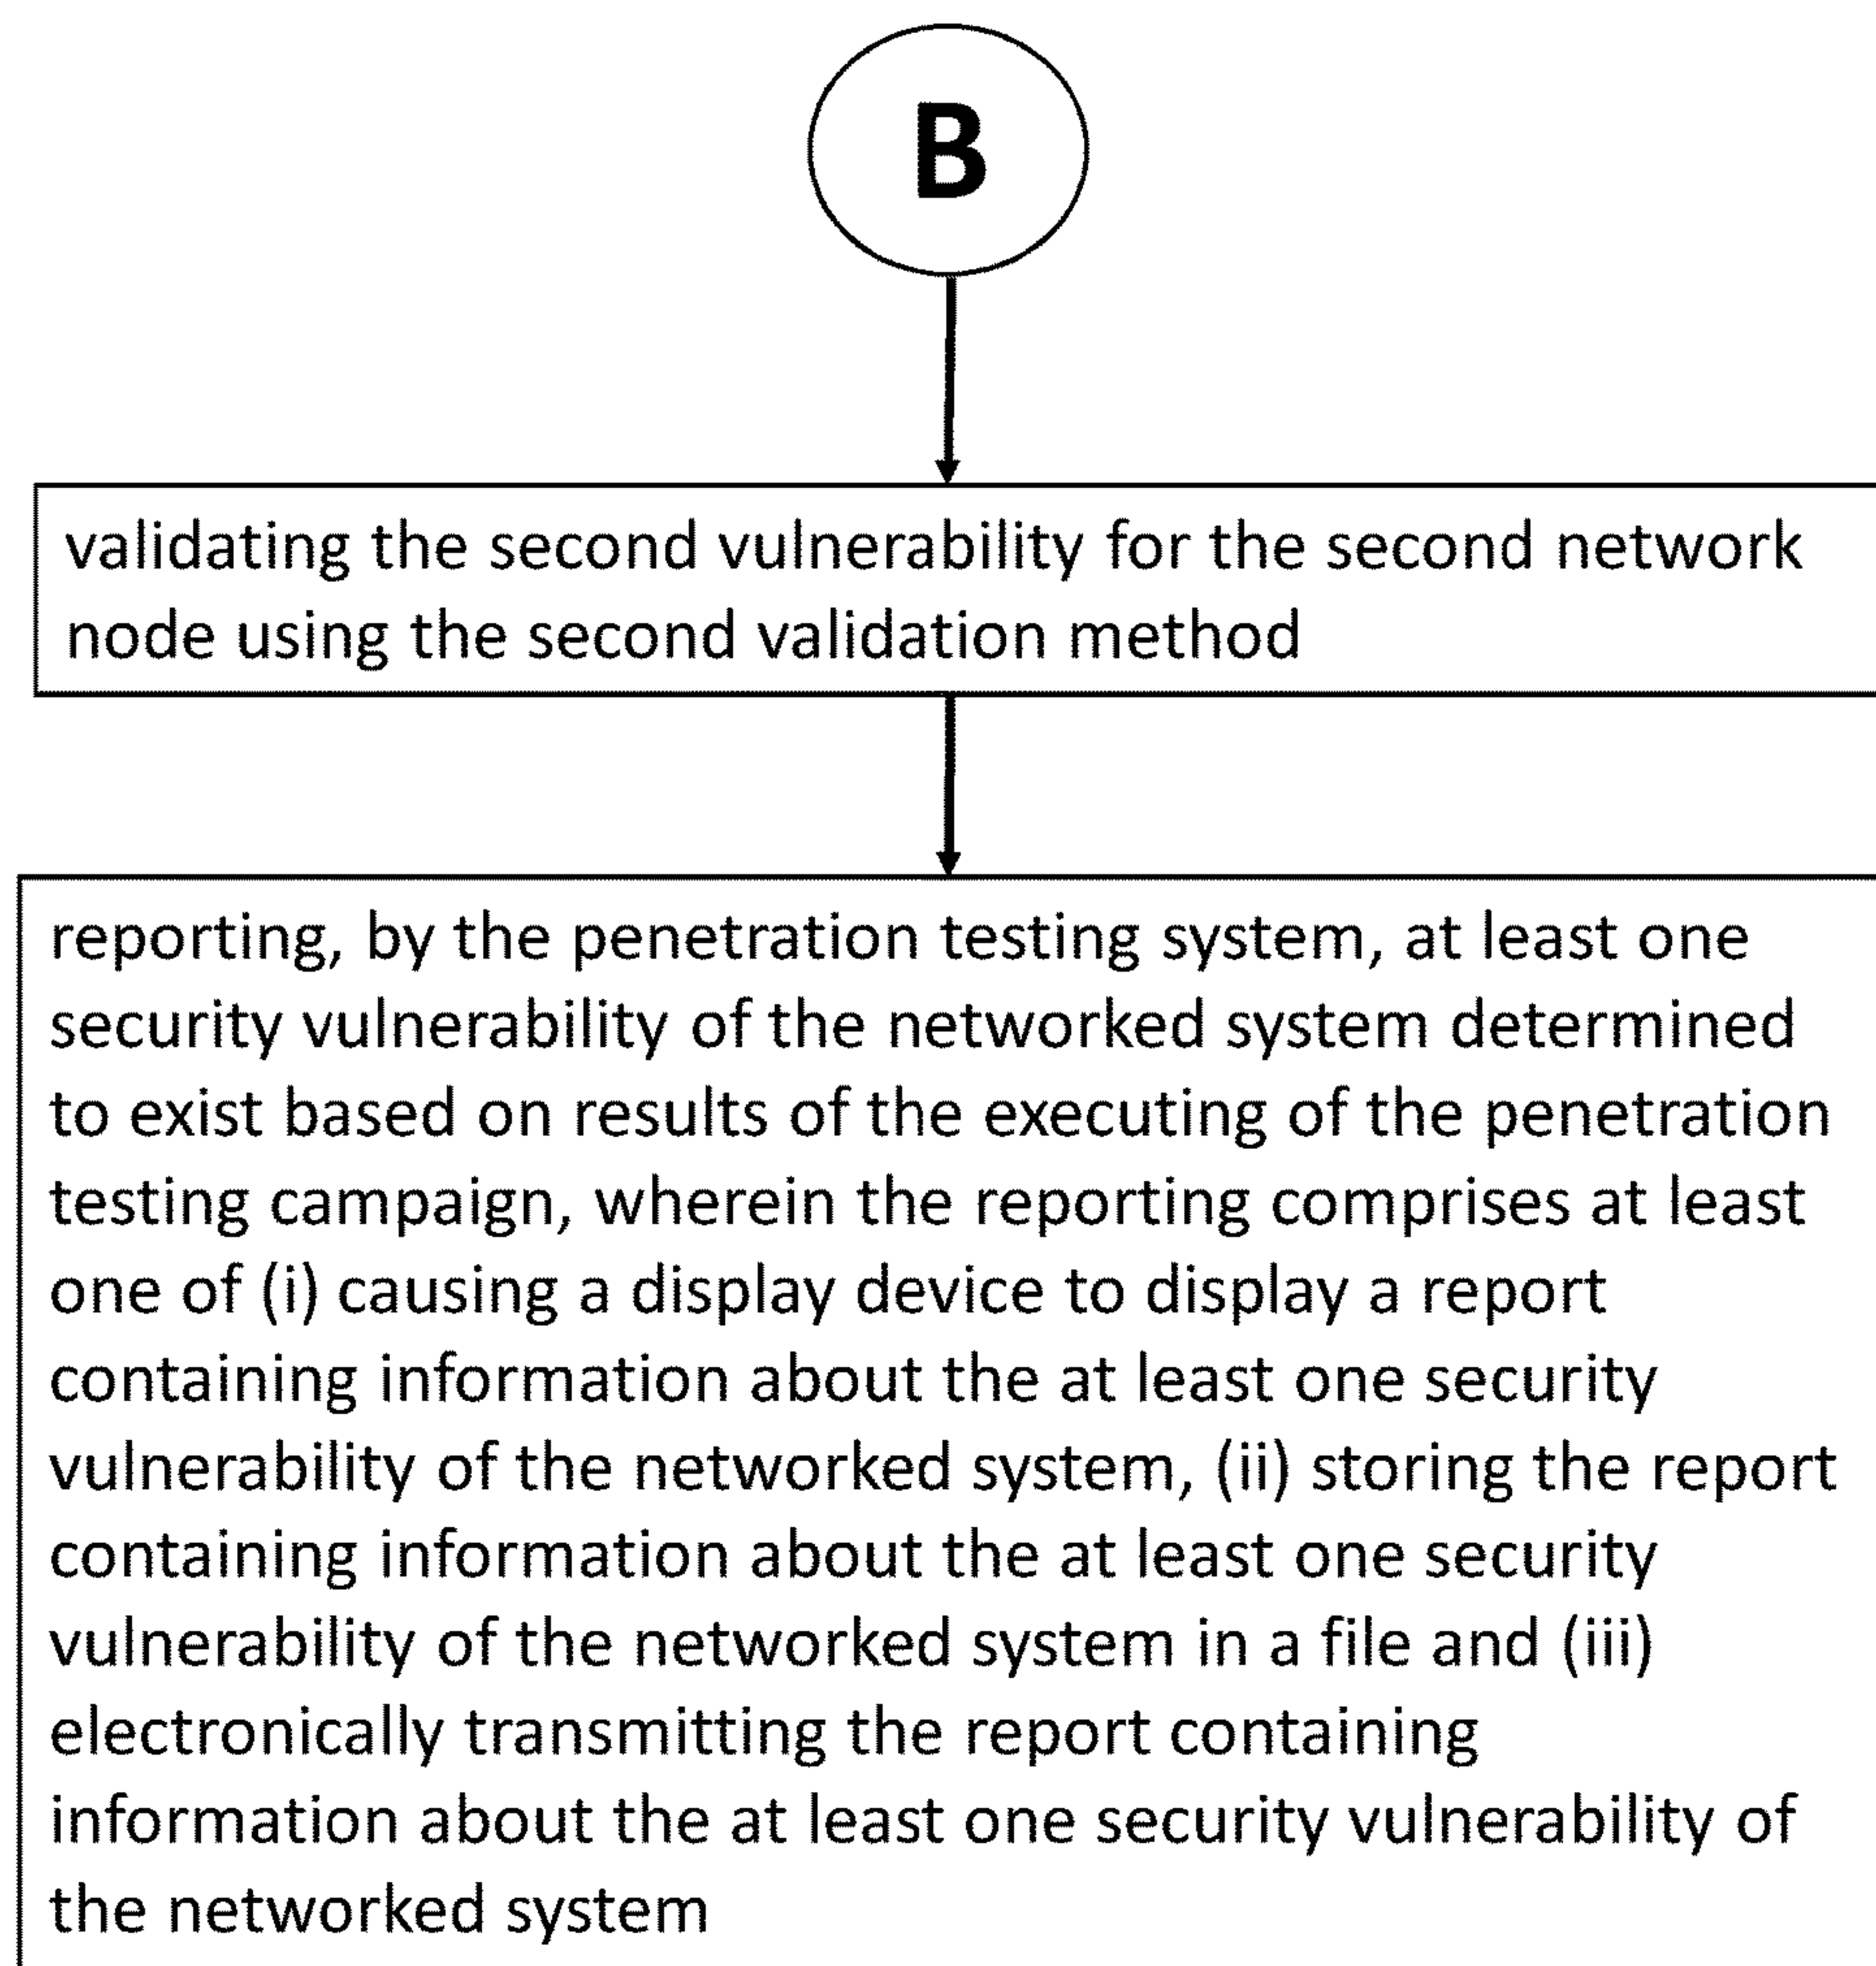 B
validating the second vulnerability for the second network
node using the second validation method
reporting, by the penetration testing system, at least one
security vulnerability of the networked system determined
to exist based on results of the executing of the penetration
testing campaign, wherein the reporting comprises at least
one of (i) causing a display device to display a report
containing information about the at least one security
vulnerability of the networked system, (ii) storing the report
containing information about the at least one security
vulnerability of the networked system in a file and (iii)
electronically transmitting the report containing
information about the at least one security vulnerability of
the networked system